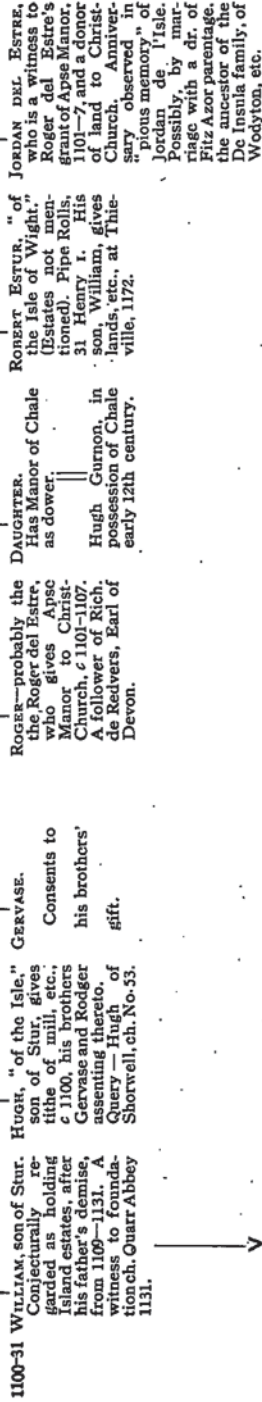 1100-31 WILLIAM, son of Stur.
Conjecturally re-
garded as holding
Island estates, after
his father's demise,
from 1109—1131. A
witness to founda-
tion ch. Quarr Abbey
1131.
HUGH, "of the Isle,"
son of Stur, gives
tithe of mill, etc.,
c 1100, his brothers
Gervase and Rodger
assenting thereto.
Query — Hugh of
Shorwell, ch. No. 53.
GERVASE.
Consents to
his brothers'
gift.
ROGER—probably the
the Roger del Estre,
who gives Apse
Manor to Christ-
Church, c 1101-1107.
A follower of Rich.
de Redvers, Earl of
Devon.
DAUGHTER.
Has Manor of Chale
as dower.
Hugh Gurnon, in
possession of Chale
early 12th century.
ROBERT ESTUR, "of
the Isle of Wight."
(Estates not men-
tioned). Pipe Rolls,
31 Henry I. His
son, William, gives
lands, etc., at Thie-
ville, 1172.
JORDAN DEL ESTRE,
who is a witness to
Roger del Estre's
grant of Apse Manor,
1101—7, and a donor
of land to Christ-
Church. Anniver-
sary observed in
"pious memory" of
Jordan de l'Isle.
Possibly, by mar-
riage with a dr. of
Fitz Azor parentage,
the ancestor of the
De Insula family, of
Wodyton, etc.